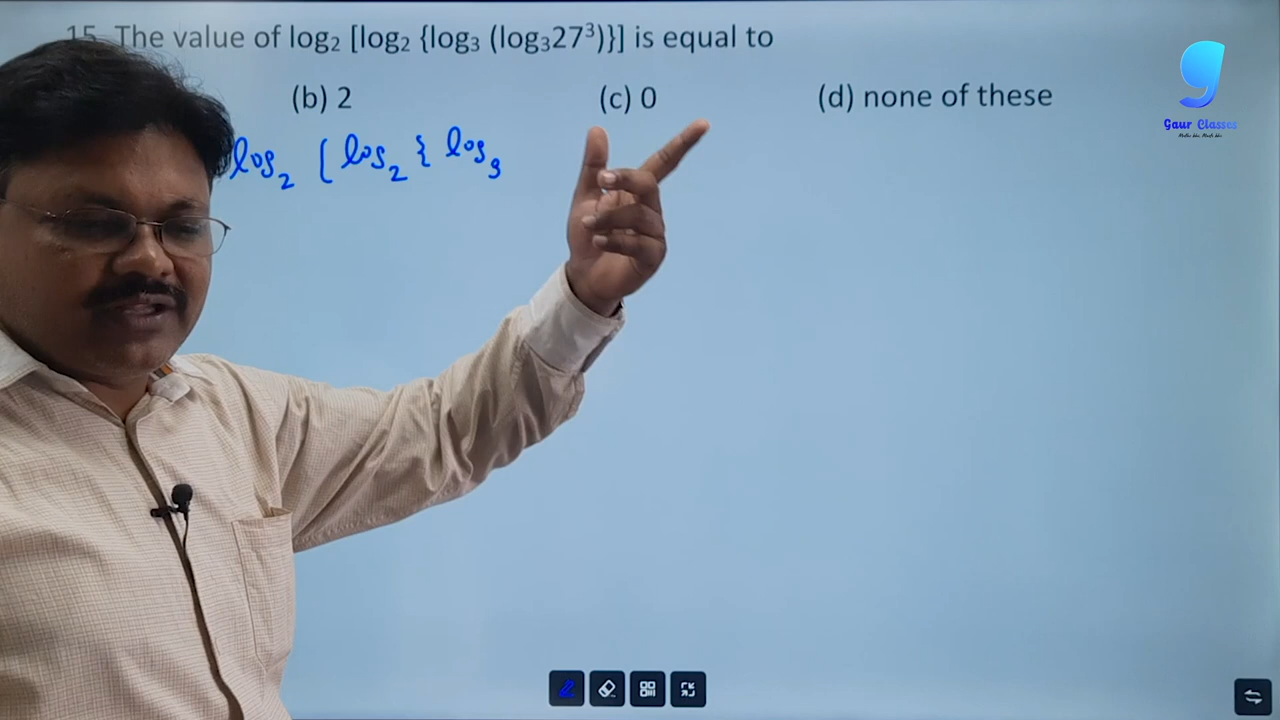 15. The value of log₂ [log₂ {log₃ (log₃27³)}] is equal to
(b) 2 (c) 0 (d) none of these
log₂ [log₂ { log₃
Gaur Classes